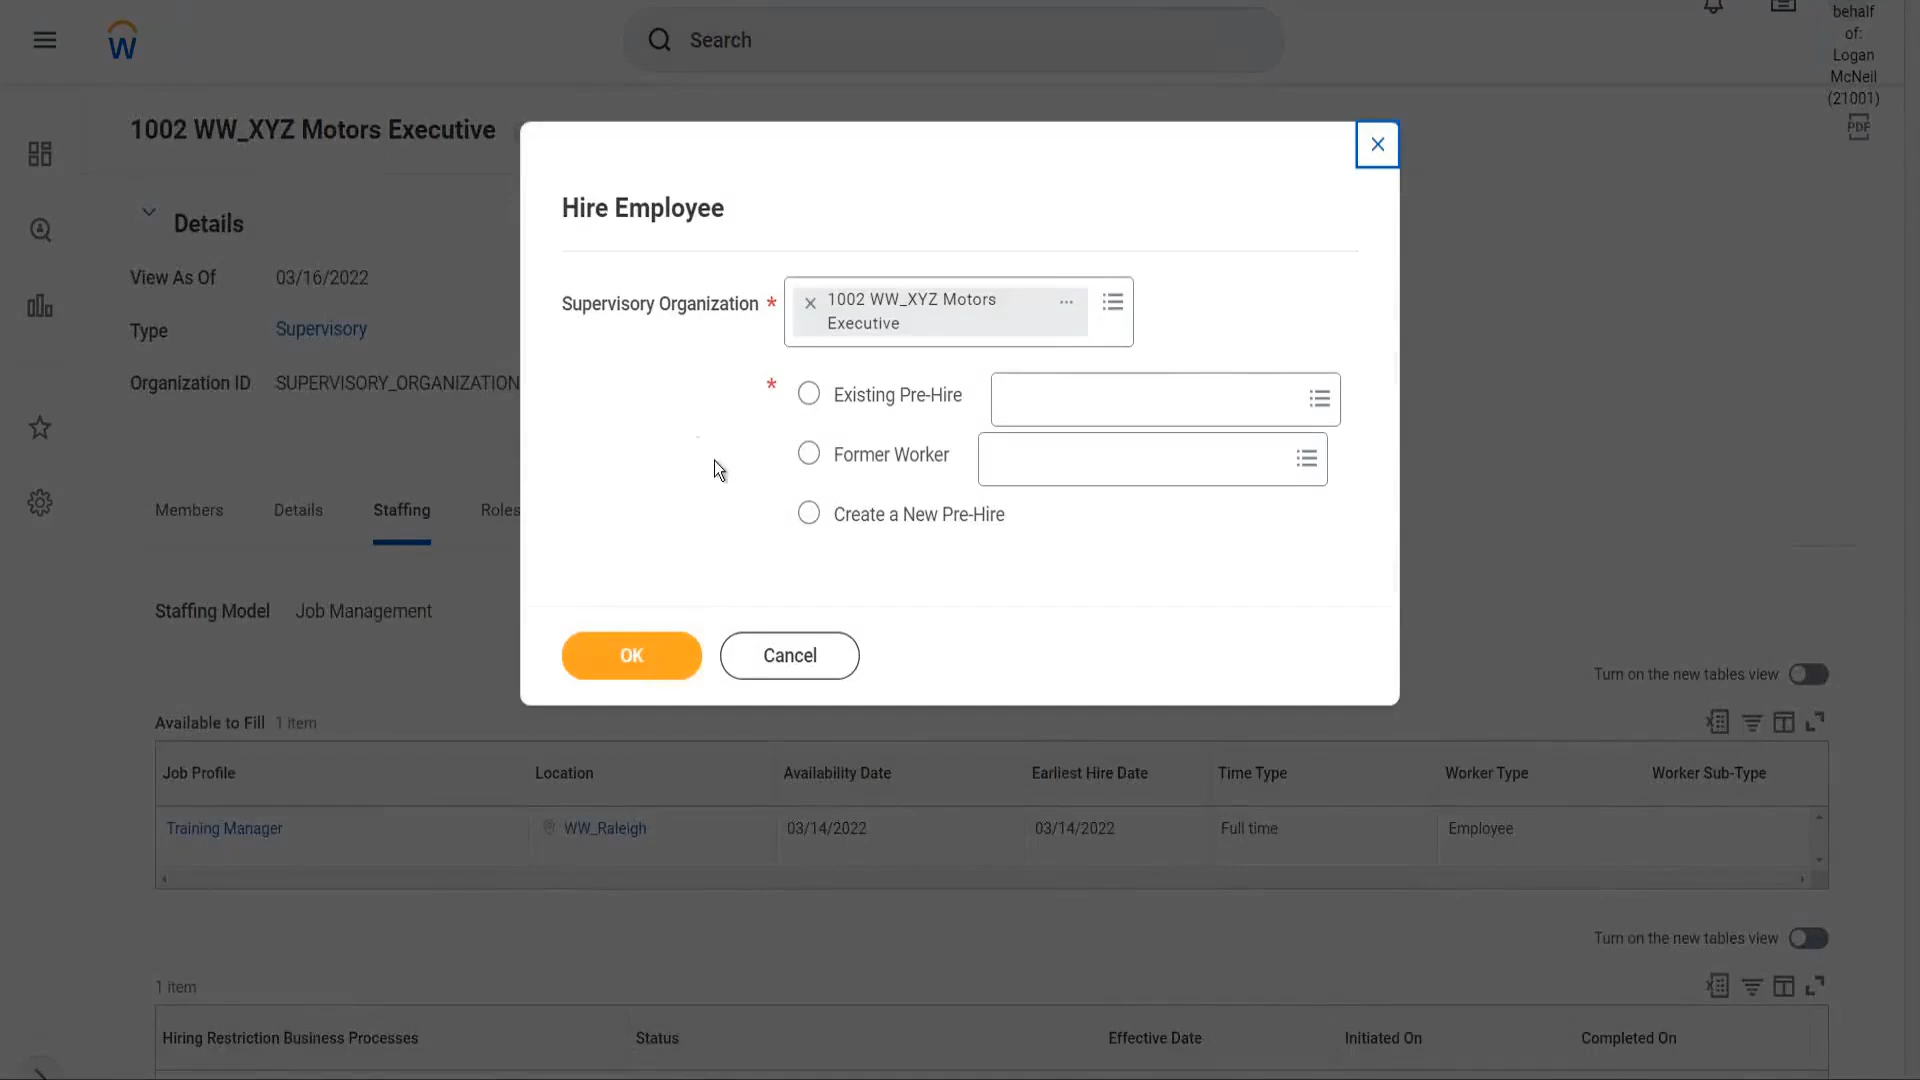 W
Search
behalf
of:
Logan
McNeil
(21001)
PDF
1002 WW_XYZ Motors Executive
Details
View As Of 03/16/2022
Type Supervisory
Organization ID SUPERVISORY_ORGANIZATION
Members Details Staffing Roles
Staffing Model Job Management
Hire Employee
Supervisory Organization * 1002 WW_XYZ Motors
Executive
* Existing Pre-Hire
Former Worker
Create a New Pre-Hire
OK Cancel
Turn on the new tables view
Available to Fill 1 item
Job Profile Location Availability Date Earliest Hire Date Time Type Worker Type Worker Sub-Type
Training Manager WW_Raleigh 03/14/2022 03/14/2022 Full time Employee
Turn on the new tables view
1 item
Hiring Restriction Business Processes Status Effective Date Initiated On Completed On